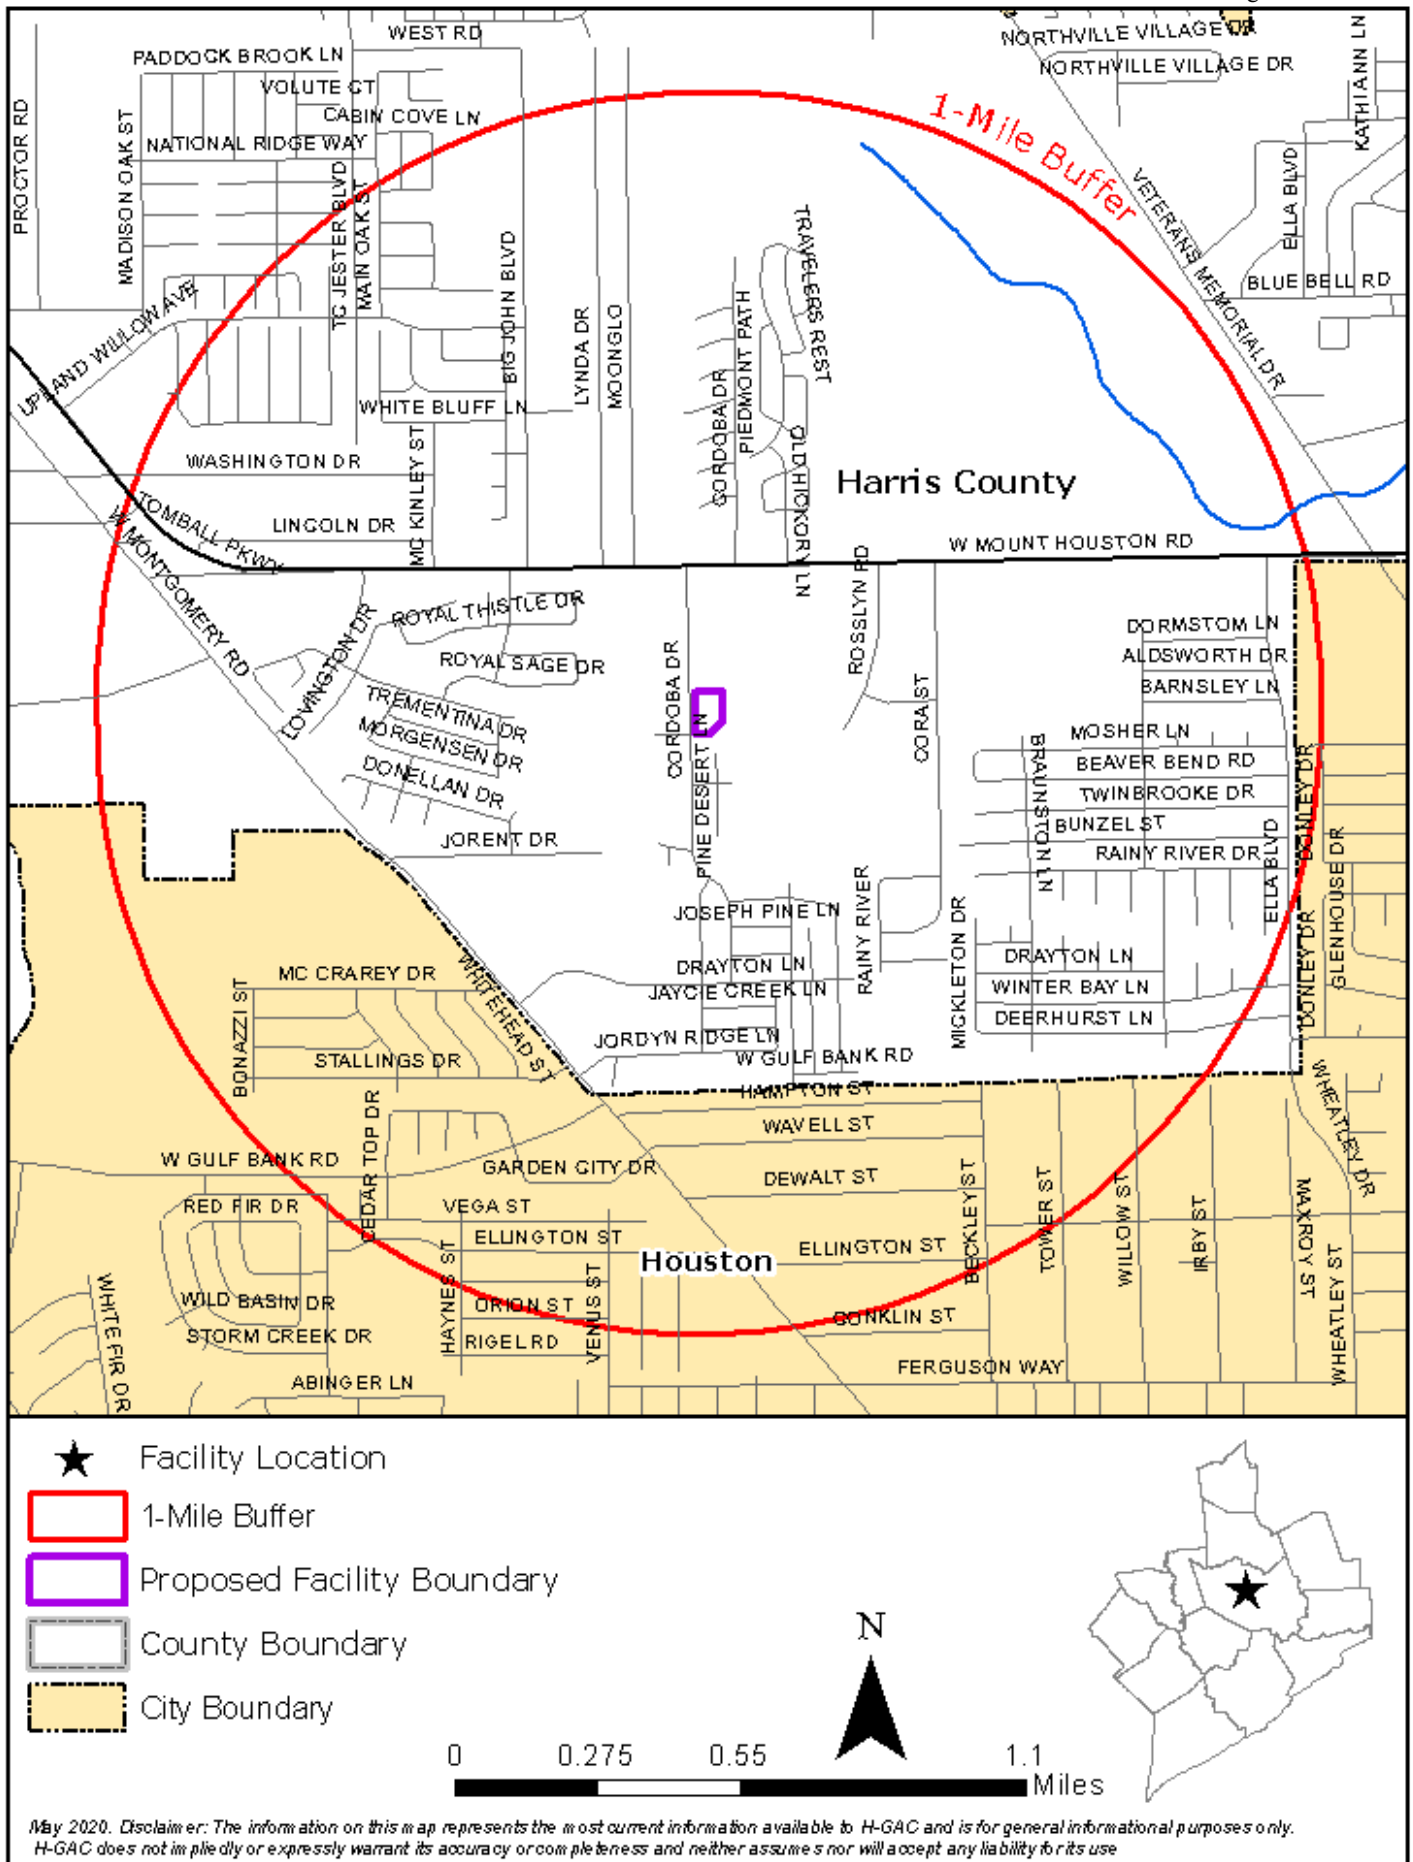 WEST RD
NORTHVILLE VILLAGE DR
PADDOCK BROOK LN
NORTHVILLE VILLAGE DR
VOLUTE CT
CABIN COVE LN
NATIONAL RIDGE WAY
PROCTOR RD
MADISON OAK ST
TC JESTER BLVD
MAIN OAK ST
1-Mile Buffer
VETERANS MEMORIAL DR
KATHIANN LN
ELLA BLVD
BLUE BELL RD
UPLAND WILLOW AVE
BIG JOHN BLVD
LYNDA DR
MOONGLO
TRAVELERS REST
PIEDMONT PATH
CORDOBA DR
OLD HICKORY LN
WHITE BLUFF LN
WASHINGTON DR
MC KINLEY ST
LINCOLN DR
TOMBALL PKWY
W MONTGOMERY RD
Harris County
W MOUNT HOUSTON RD
ROSSLYN RD
ROYAL THISTLE DR
LOVINGTON DR
ROYAL SAGE DR
TREMENTINA DR
MORGENSEN DR
DONELLAN DR
JORENT DR
CORDOBA DR
PINE DESERT LN
CORA ST
DORMSTOM LN
ALDSWORTH DR
BARNSLEY LN
MOSHER LN
BEAVER BEND RD
TWINBROOKE DR
BUNZEL ST
RAINY RIVER DR
BRAUNSTON LN
ELLA BLVD
DONLEY DR
GLENHOUSE DR
JOSEPH PINE LN
RAINY RIVER
MICKLETON DR
DRAYTON LN
JAYCIE CREEK LN
DRAYTON LN
WINTER BAY LN
DEERHURST LN
DONLEY DR
JORDYN RIDGE LN
W GULF BANK RD
MC CRAREY DR
WHITEHEAD ST
BONAZZI ST
STALLINGS DR
HAMPTON ST
WAVELL ST
WHEATLEY DR
CEDAR TOP DR
W GULF BANK RD
GARDEN CITY DR
DEWALT ST
RED FIR DR
VEGA ST
BECKLEY ST
TOWER ST
WILLOW ST
IRBY ST
MAXROY ST
ELLINGTON ST
ELLINGTON ST
Houston
WHITE FIR DR
WILD BASIN DR
STORM CREEK DR
HAYNES ST
ORION ST
RIGEL RD
VENUS ST
CONKLIN ST
WHEATLEY ST
ABINGER LN
FERGUSON WAY
Facility Location
1-Mile Buffer
Proposed Facility Boundary
County Boundary
City Boundary
N
0 0.275 0.55 1.1
Miles
May 2020. Disclaimer: The information on this map represents the most current information available to H-GAC and is for general informational purposes only.
H-GAC does not impliedly or expressly warrant its accuracy or completeness and neither assumes nor will accept any liability for its use